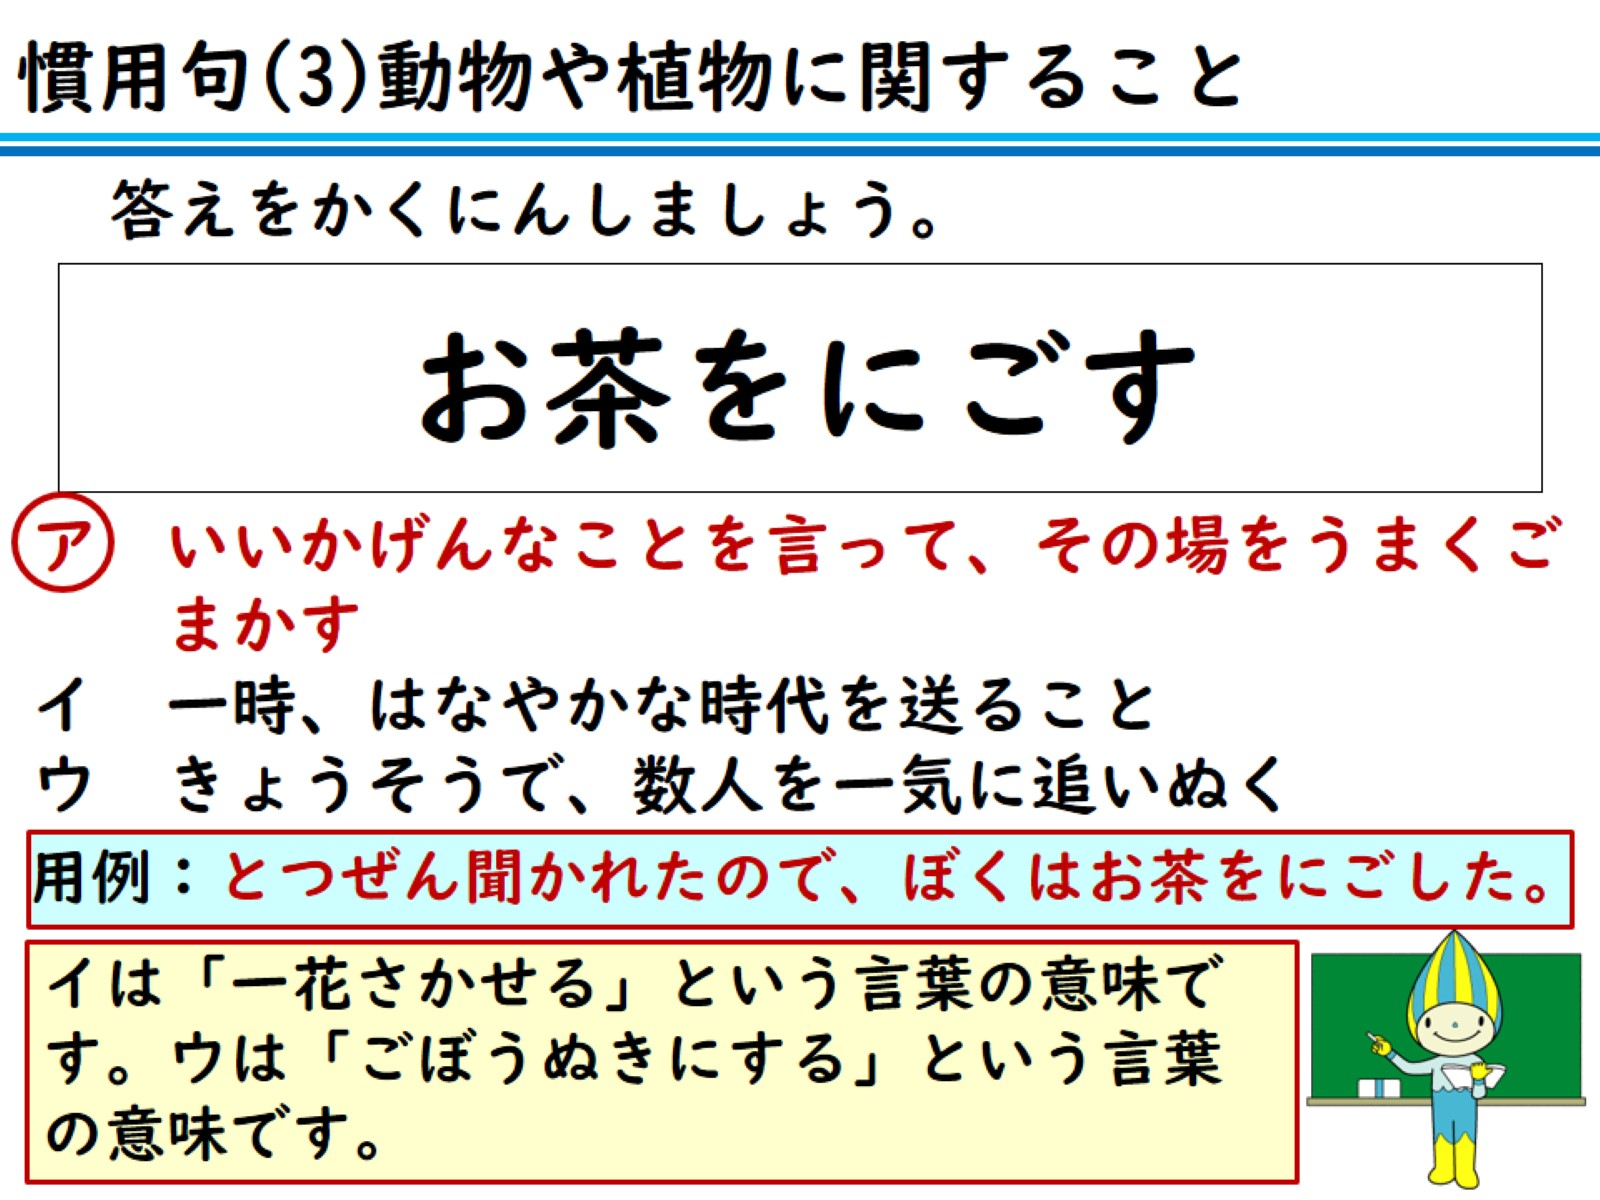 慣用句(3)動物や植物に関すること
答えをかくにんしましょう。
お茶をにごす
ア　いいかげんなことを言って、その場をうまくご
まかす
イ　一時、はなやかな時代を送ること
ウ　きょうそうで、数人を一気に追いぬく
用例：とつぜん聞かれたので、ぼくはお茶をにごした。
イは「一花さかせる」という言葉の意味で
す。ウは「ごぼうぬきにする」という言葉
の意味です。